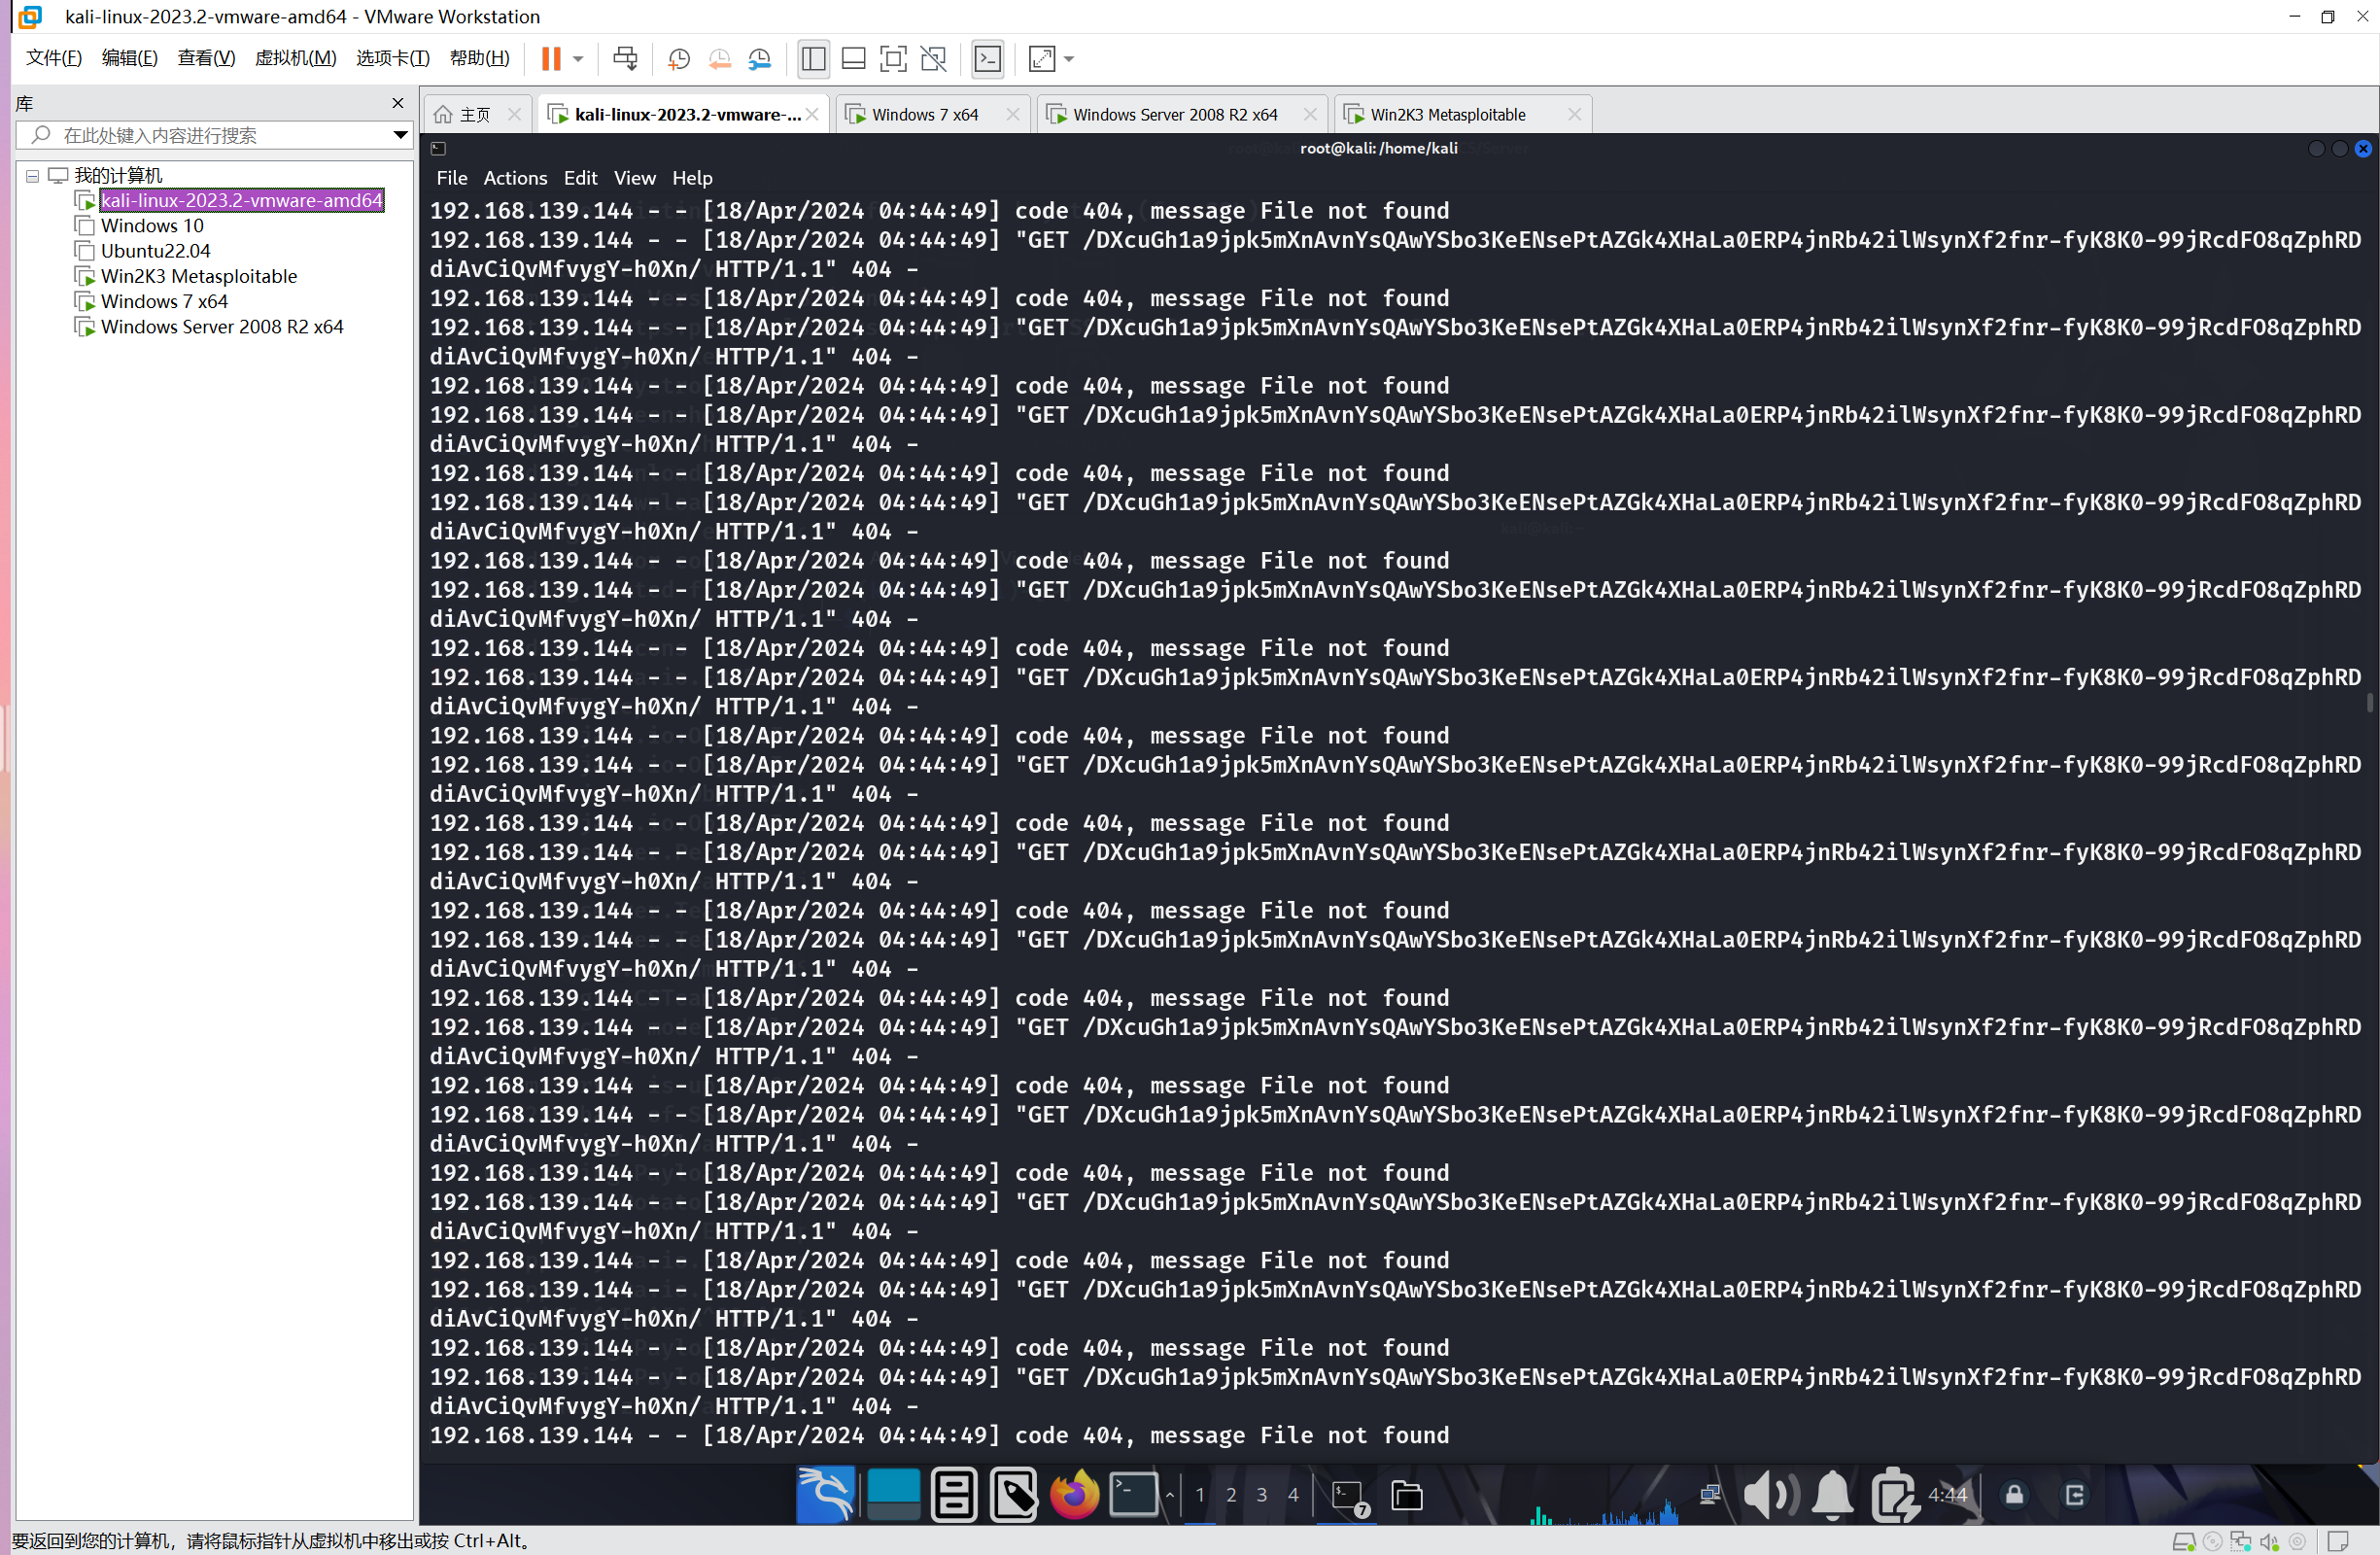 kali-linux-2023.2-vmware-amd64 - VMware Workstation
文件(F) 编辑(E) 查看(V) 虚拟机(M) 选项卡(T) 帮助(H)
库
在此处键入内容进行搜索
我的计算机
kali-linux-2023.2-vmware-amd64
Windows 10
Ubuntu22.04
Win2K3 Metasploitable
Windows 7 x64
Windows Server 2008 R2 x64
主页 kali-linux-2023.2-vmware-... Windows 7 x64 Windows Server 2008 R2 x64 Win2K3 Metasploitable
root@kali: /home/kali
File Actions Edit View Help
192.168.139.144 - - [18/Apr/2024 04:44:49] code 404, message File not found
192.168.139.144 - - [18/Apr/2024 04:44:49] "GET /DXcuGh1a9jpk5mXnAvnYsQAwYSbo3KeENsePtAZGk4XHaLa0ERP4jnRb42ilWsynXf2fnr-fyK8K0-99jRcdFO8qZphRD
diAvCiQvMfvygY-h0Xn/ HTTP/1.1" 404 -
192.168.139.144 - - [18/Apr/2024 04:44:49] code 404, message File not found
192.168.139.144 - - [18/Apr/2024 04:44:49] "GET /DXcuGh1a9jpk5mXnAvnYsQAwYSbo3KeENsePtAZGk4XHaLa0ERP4jnRb42ilWsynXf2fnr-fyK8K0-99jRcdFO8qZphRD
diAvCiQvMfvygY-h0Xn/ HTTP/1.1" 404 -
192.168.139.144 - - [18/Apr/2024 04:44:49] code 404, message File not found
192.168.139.144 - - [18/Apr/2024 04:44:49] "GET /DXcuGh1a9jpk5mXnAvnYsQAwYSbo3KeENsePtAZGk4XHaLa0ERP4jnRb42ilWsynXf2fnr-fyK8K0-99jRcdFO8qZphRD
diAvCiQvMfvygY-h0Xn/ HTTP/1.1" 404 -
192.168.139.144 - - [18/Apr/2024 04:44:49] code 404, message File not found
192.168.139.144 - - [18/Apr/2024 04:44:49] "GET /DXcuGh1a9jpk5mXnAvnYsQAwYSbo3KeENsePtAZGk4XHaLa0ERP4jnRb42ilWsynXf2fnr-fyK8K0-99jRcdFO8qZphRD
diAvCiQvMfvygY-h0Xn/ HTTP/1.1" 404 -
192.168.139.144 - - [18/Apr/2024 04:44:49] code 404, message File not found
192.168.139.144 - - [18/Apr/2024 04:44:49] "GET /DXcuGh1a9jpk5mXnAvnYsQAwYSbo3KeENsePtAZGk4XHaLa0ERP4jnRb42ilWsynXf2fnr-fyK8K0-99jRcdFO8qZphRD
diAvCiQvMfvygY-h0Xn/ HTTP/1.1" 404 -
192.168.139.144 - - [18/Apr/2024 04:44:49] code 404, message File not found
192.168.139.144 - - [18/Apr/2024 04:44:49] "GET /DXcuGh1a9jpk5mXnAvnYsQAwYSbo3KeENsePtAZGk4XHaLa0ERP4jnRb42ilWsynXf2fnr-fyK8K0-99jRcdFO8qZphRD
diAvCiQvMfvygY-h0Xn/ HTTP/1.1" 404 -
192.168.139.144 - - [18/Apr/2024 04:44:49] code 404, message File not found
192.168.139.144 - - [18/Apr/2024 04:44:49] "GET /DXcuGh1a9jpk5mXnAvnYsQAwYSbo3KeENsePtAZGk4XHaLa0ERP4jnRb42ilWsynXf2fnr-fyK8K0-99jRcdFO8qZphRD
diAvCiQvMfvygY-h0Xn/ HTTP/1.1" 404 -
192.168.139.144 - - [18/Apr/2024 04:44:49] code 404, message File not found
192.168.139.144 - - [18/Apr/2024 04:44:49] "GET /DXcuGh1a9jpk5mXnAvnYsQAwYSbo3KeENsePtAZGk4XHaLa0ERP4jnRb42ilWsynXf2fnr-fyK8K0-99jRcdFO8qZphRD
diAvCiQvMfvygY-h0Xn/ HTTP/1.1" 404 -
192.168.139.144 - - [18/Apr/2024 04:44:49] code 404, message File not found
192.168.139.144 - - [18/Apr/2024 04:44:49] "GET /DXcuGh1a9jpk5mXnAvnYsQAwYSbo3KeENsePtAZGk4XHaLa0ERP4jnRb42ilWsynXf2fnr-fyK8K0-99jRcdFO8qZphRD
diAvCiQvMfvygY-h0Xn/ HTTP/1.1" 404 -
192.168.139.144 - - [18/Apr/2024 04:44:49] code 404, message File not found
192.168.139.144 - - [18/Apr/2024 04:44:49] "GET /DXcuGh1a9jpk5mXnAvnYsQAwYSbo3KeENsePtAZGk4XHaLa0ERP4jnRb42ilWsynXf2fnr-fyK8K0-99jRcdFO8qZphRD
diAvCiQvMfvygY-h0Xn/ HTTP/1.1" 404 -
192.168.139.144 - - [18/Apr/2024 04:44:49] code 404, message File not found
192.168.139.144 - - [18/Apr/2024 04:44:49] "GET /DXcuGh1a9jpk5mXnAvnYsQAwYSbo3KeENsePtAZGk4XHaLa0ERP4jnRb42ilWsynXf2fnr-fyK8K0-99jRcdFO8qZphRD
diAvCiQvMfvygY-h0Xn/ HTTP/1.1" 404 -
192.168.139.144 - - [18/Apr/2024 04:44:49] code 404, message File not found
192.168.139.144 - - [18/Apr/2024 04:44:49] "GET /DXcuGh1a9jpk5mXnAvnYsQAwYSbo3KeENsePtAZGk4XHaLa0ERP4jnRb42ilWsynXf2fnr-fyK8K0-99jRcdFO8qZphRD
diAvCiQvMfvygY-h0Xn/ HTTP/1.1" 404 -
192.168.139.144 - - [18/Apr/2024 04:44:49] code 404, message File not found
192.168.139.144 - - [18/Apr/2024 04:44:49] "GET /DXcuGh1a9jpk5mXnAvnYsQAwYSbo3KeENsePtAZGk4XHaLa0ERP4jnRb42ilWsynXf2fnr-fyK8K0-99jRcdFO8qZphRD
diAvCiQvMfvygY-h0Xn/ HTTP/1.1" 404 -
192.168.139.144 - - [18/Apr/2024 04:44:49] code 404, message File not found
192.168.139.144 - - [18/Apr/2024 04:44:49] "GET /DXcuGh1a9jpk5mXnAvnYsQAwYSbo3KeENsePtAZGk4XHaLa0ERP4jnRb42ilWsynXf2fnr-fyK8K0-99jRcdFO8qZphRD
diAvCiQvMfvygY-h0Xn/ HTTP/1.1" 404 -
192.168.139.144 - - [18/Apr/2024 04:44:49] code 404, message File not found
1 2 3 4 7 4:44
要返回到您的计算机，请将鼠标指针从虚拟机中移出或按 Ctrl+Alt。